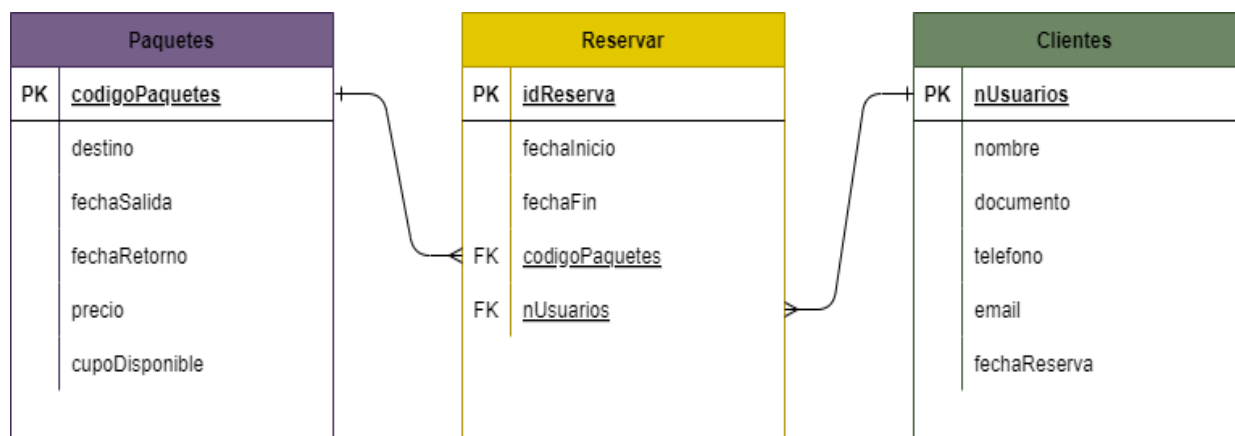 Paquetes
PK codigoPaquetes
destino
fechaSalida
fechaRetorno
precio
cupoDisponible
Reservar
PK idReserva
fechaInicio
fechaFin
FK codigoPaquetes
FK nUsuarios
Clientes
PK nUsuarios
nombre
documento
telefono
email
fechaReserva